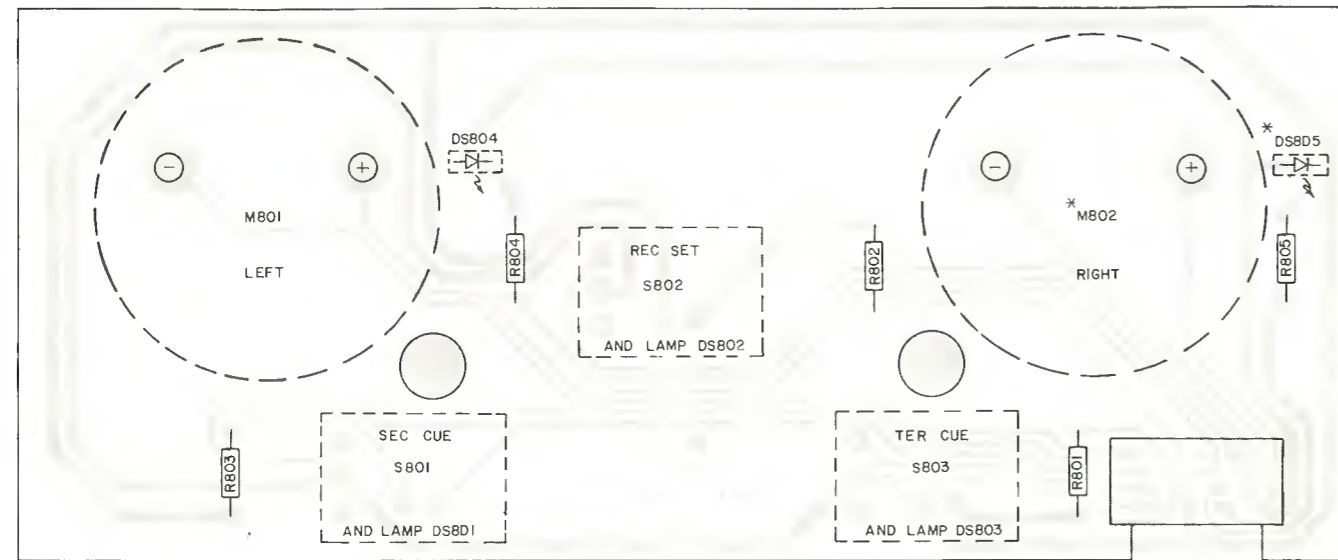 DS804
*
DS8D5
−
+
−
+
M801
LEFT
R804
REC SET
S802
AND LAMP DS802
R802
*
M802
RIGHT
R805
SEC CUE
S801
AND LAMP DS8D1
R803
TER CUE
S803
AND LAMP DS803
R801